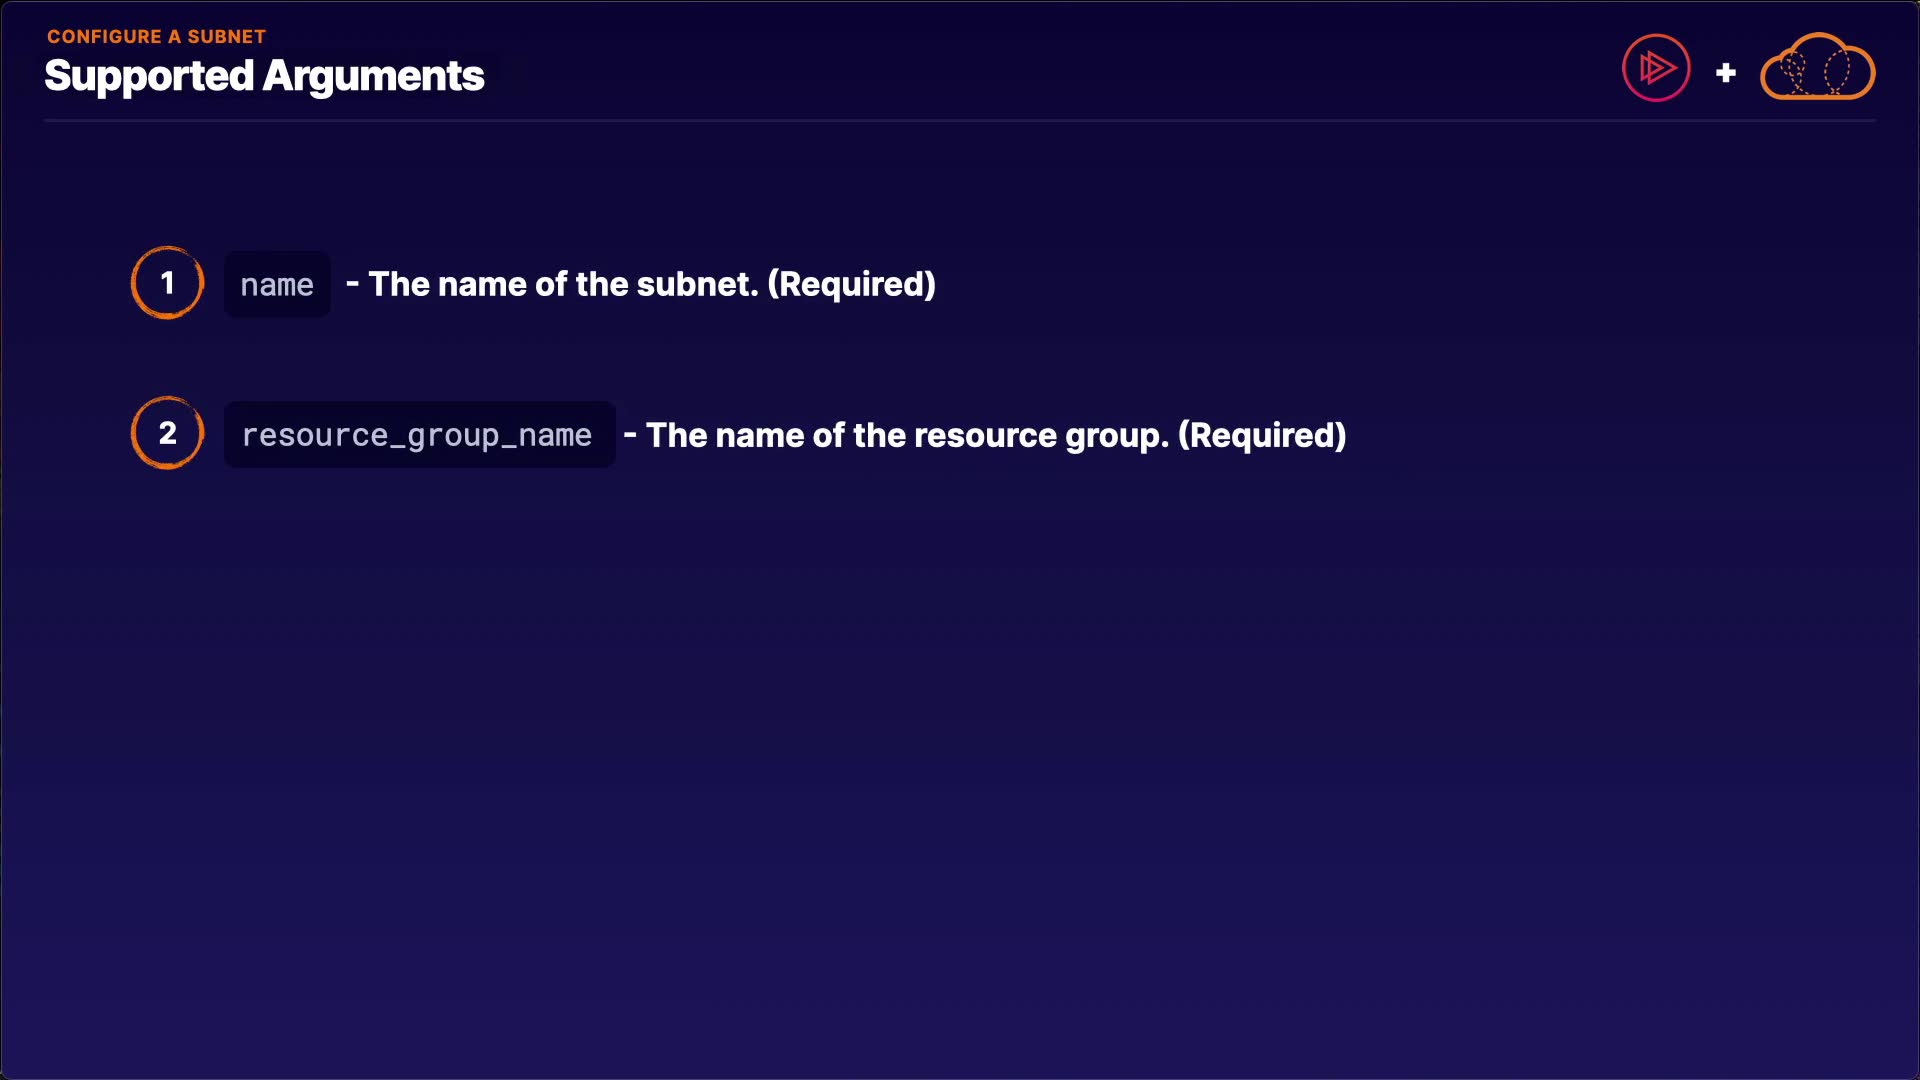 CONFIGURE A SUBNET
Supported Arguments
+
1 name - The name of the subnet. (Required)
2 resource_group_name - The name of the resource group. (Required)